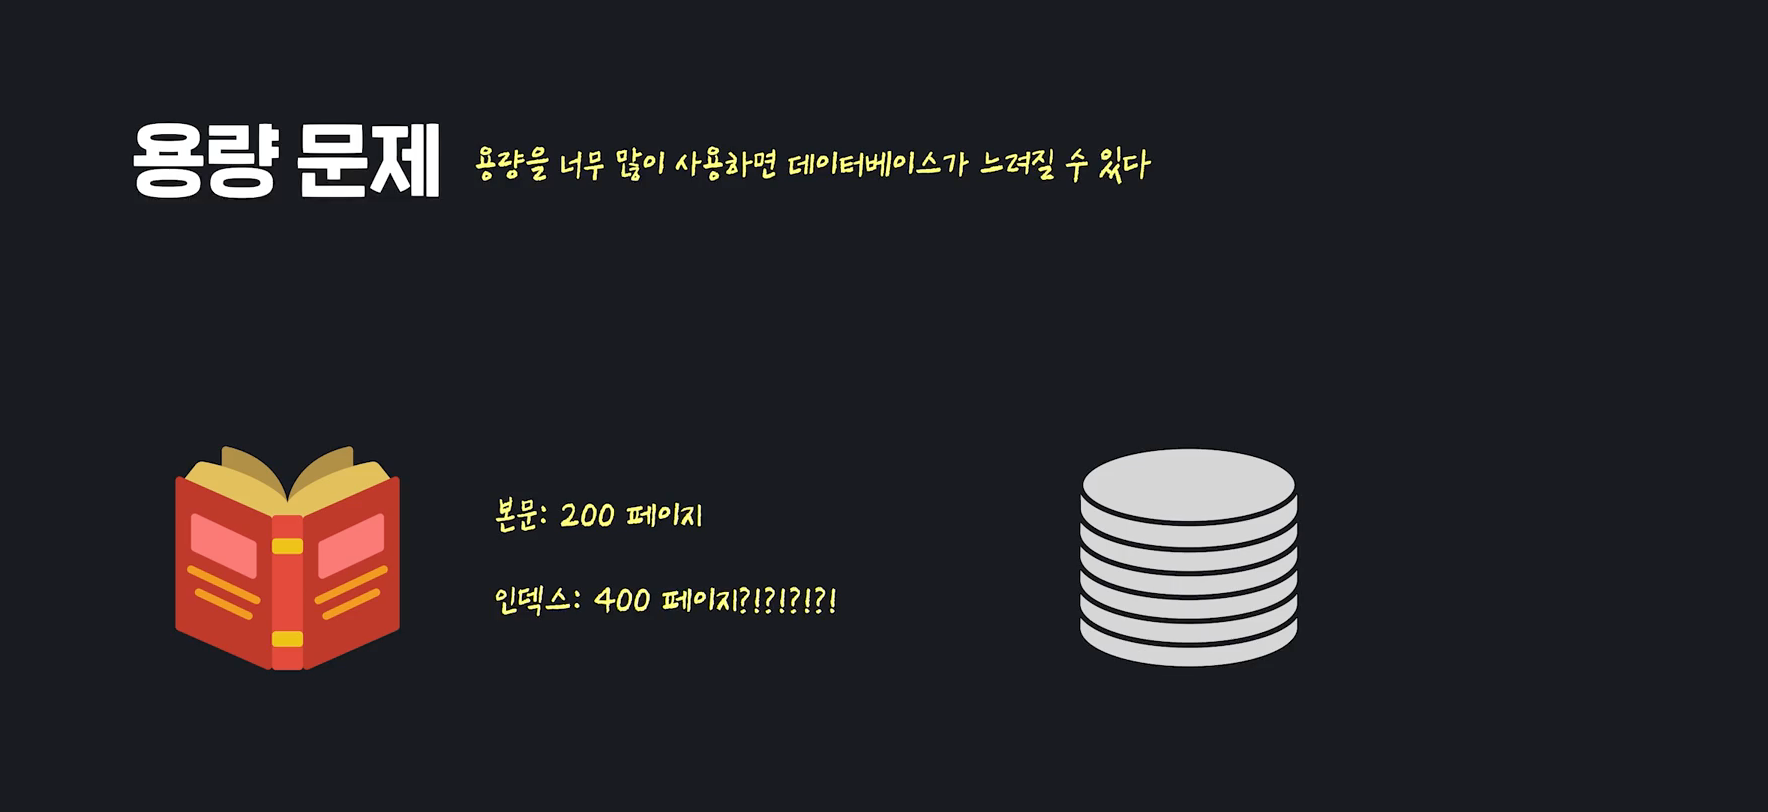 용량 문제
용량을 너무 많이 사용하면 데이터베이스가 느려질 수 있다
본문: 200 페이지
인덱스: 400 페이지?!?!?!?!